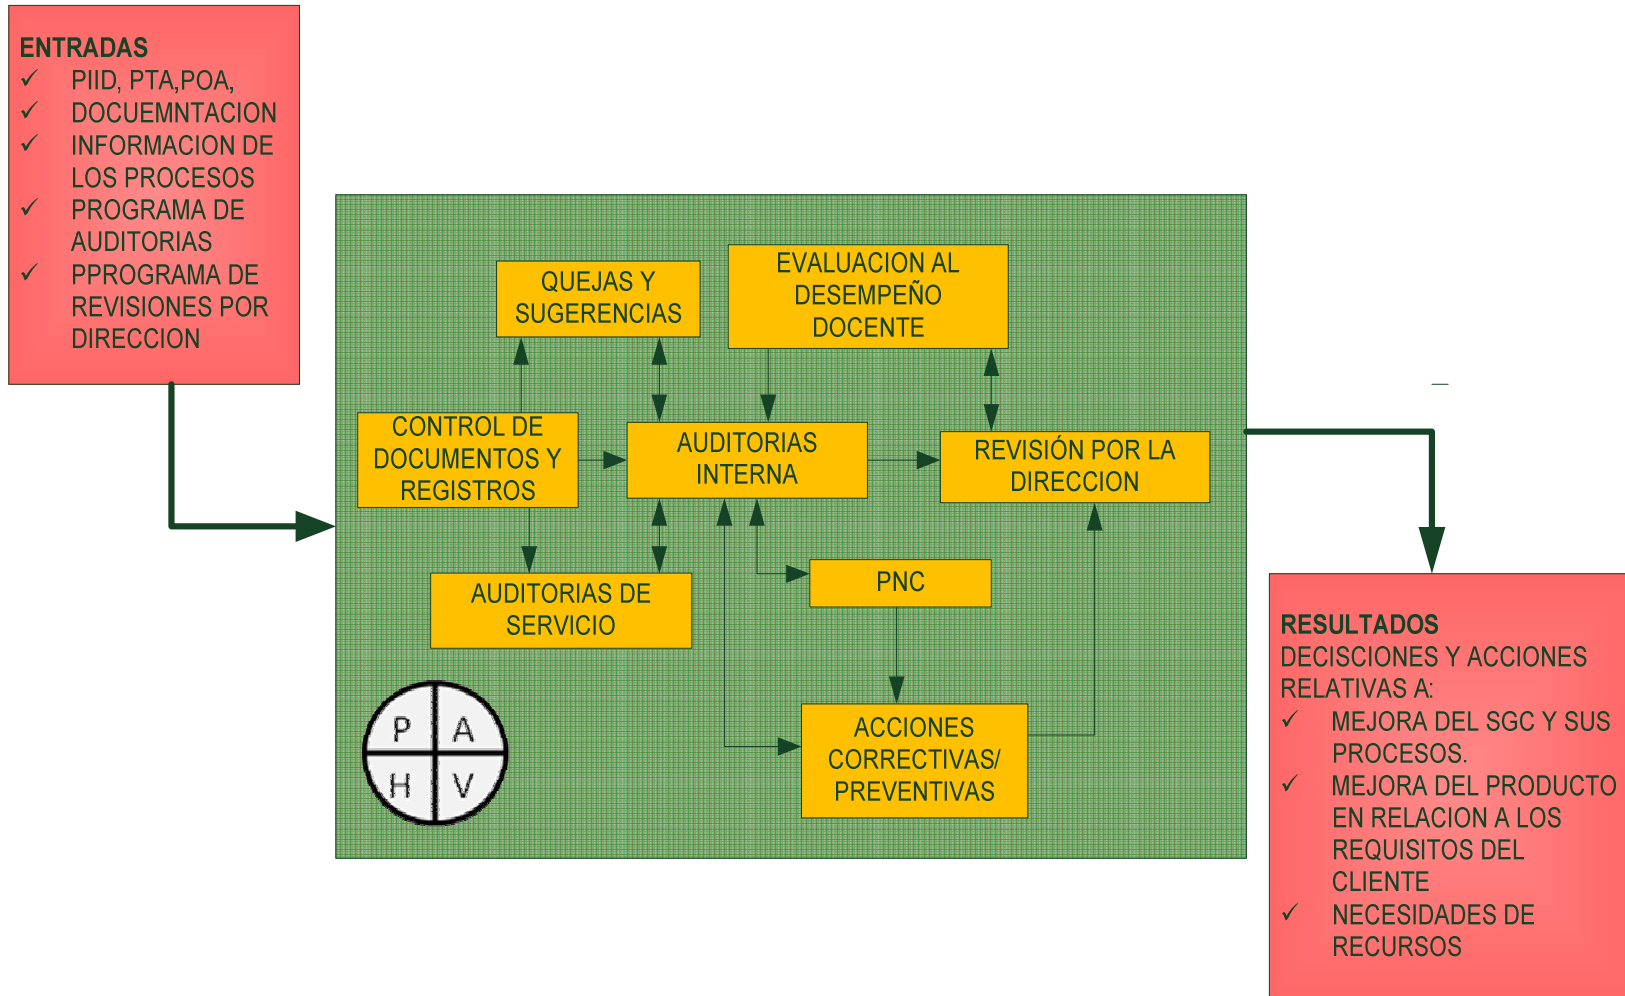 ENTRADAS
✓ PIID, PTA,POA,
✓ DOCUEMNTACION
✓ INFORMACION DE
LOS PROCESOS
✓ PROGRAMA DE
AUDITORIAS
✓ PPROGRAMA DE
REVISIONES POR
DIRECCION
QUEJAS Y
SUGERENCIAS
EVALUACION AL
DESEMPEÑO
DOCENTE
CONTROL DE
DOCUMENTOS Y
REGISTROS
AUDITORIAS
INTERNA
REVISIÓN POR LA
DIRECCION
AUDITORIAS DE
SERVICIO
PNC
ACCIONES
CORRECTIVAS/
PREVENTIVAS
P A
H V
RESULTADOS
DECISCIONES Y ACCIONES
RELATIVAS A:
✓ MEJORA DEL SGC Y SUS
PROCESOS.
✓ MEJORA DEL PRODUCTO
EN RELACION A LOS
REQUISITOS DEL
CLIENTE
✓ NECESIDADES DE
RECURSOS